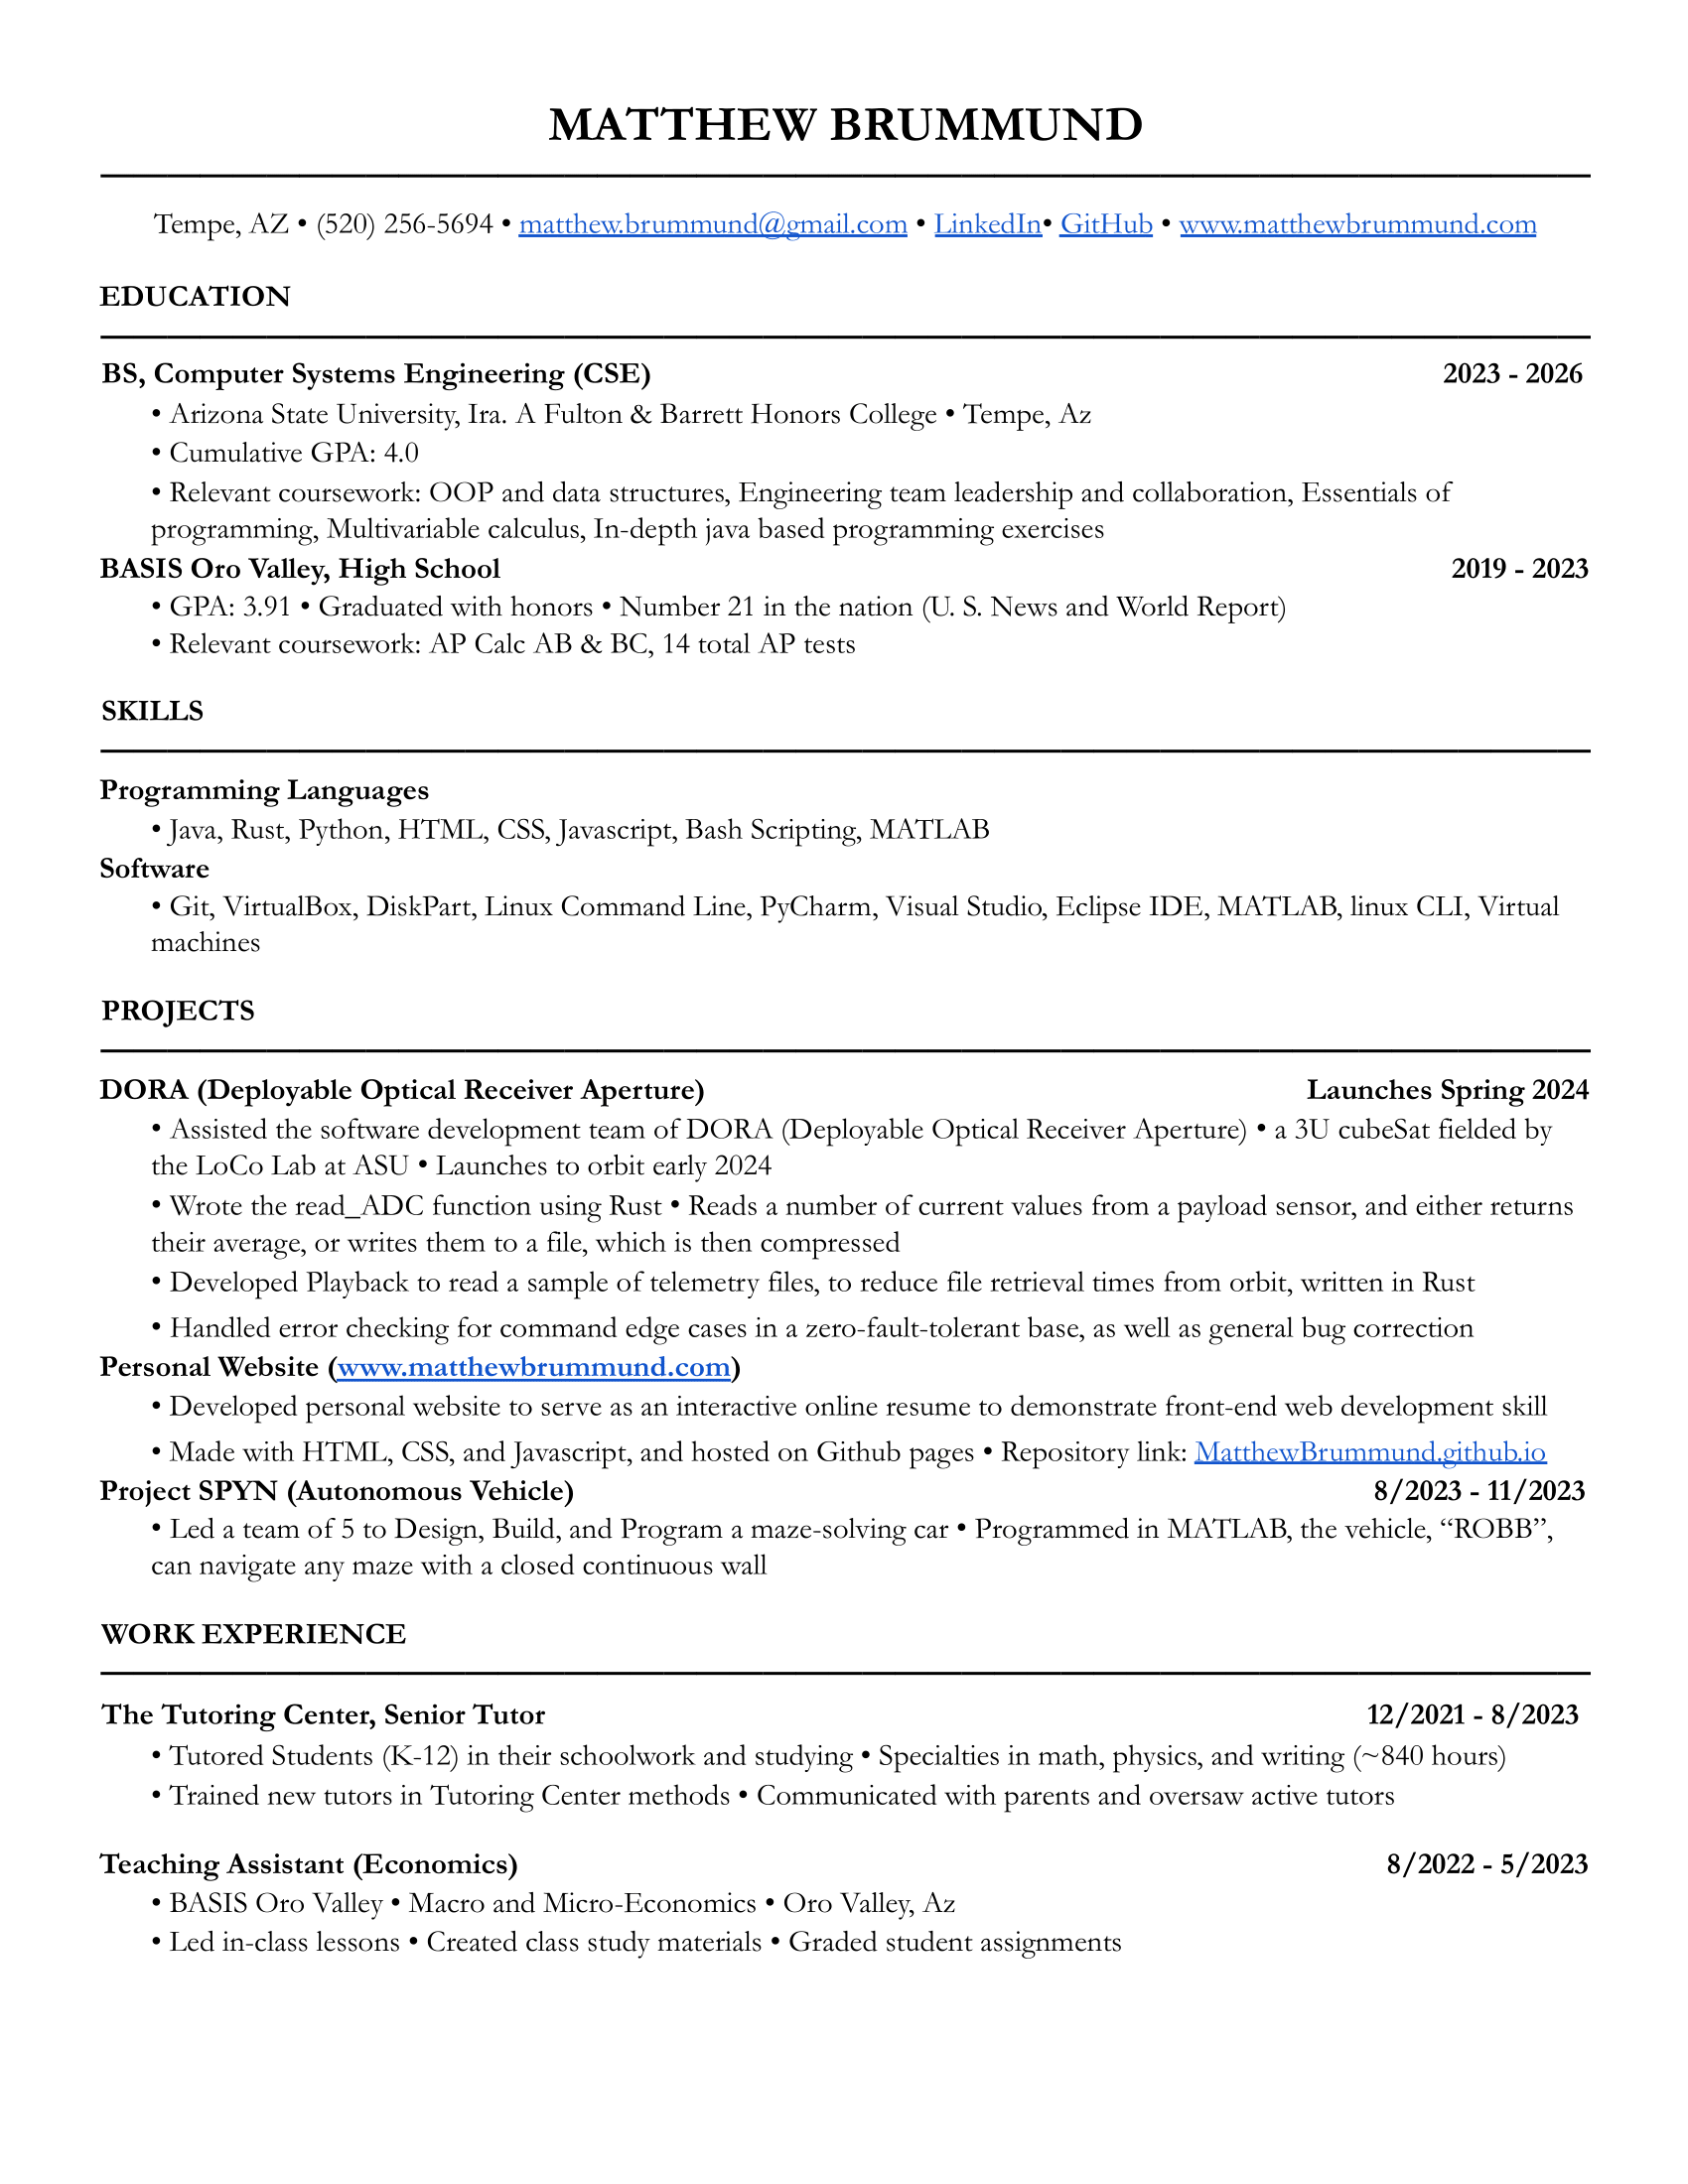 MATTHEW BRUMMUND
Tempe, AZ • (520) 256-5694 • matthew.brummund@gmail.com • LinkedIn• GitHub • www.matthewbrummund.com
EDUCATION
BS, Computer Systems Engineering (CSE) 2023 - 2026
• Arizona State University, Ira. A Fulton & Barrett Honors College • Tempe, Az
• Cumulative GPA: 4.0
• Relevant coursework: OOP and data structures, Engineering team leadership and collaboration, Essentials of
programming, Multivariable calculus, In-depth java based programming exercises
BASIS Oro Valley, High School 2019 - 2023
• GPA: 3.91 • Graduated with honors • Number 21 in the nation (U. S. News and World Report)
• Relevant coursework: AP Calc AB & BC, 14 total AP tests
SKILLS
Programming Languages
• Java, Rust, Python, HTML, CSS, Javascript, Bash Scripting, MATLAB
Software
• Git, VirtualBox, DiskPart, Linux Command Line, PyCharm, Visual Studio, Eclipse IDE, MATLAB, linux CLI, Virtual
machines
PROJECTS
DORA (Deployable Optical Receiver Aperture) Launches Spring 2024
• Assisted the software development team of DORA (Deployable Optical Receiver Aperture) • a 3U cubeSat fielded by
the LoCo Lab at ASU • Launches to orbit early 2024
• Wrote the read_ADC function using Rust • Reads a number of current values from a payload sensor, and either returns
their average, or writes them to a file, which is then compressed
• Developed Playback to read a sample of telemetry files, to reduce file retrieval times from orbit, written in Rust
• Handled error checking for command edge cases in a zero-fault-tolerant base, as well as general bug correction
Personal Website (www.matthewbrummund.com)
• Developed personal website to serve as an interactive online resume to demonstrate front-end web development skill
• Made with HTML, CSS, and Javascript, and hosted on Github pages • Repository link: MatthewBrummund.github.io
Project SPYN (Autonomous Vehicle) 8/2023 - 11/2023
• Led a team of 5 to Design, Build, and Program a maze-solving car • Programmed in MATLAB, the vehicle, “ROBB”,
can navigate any maze with a closed continuous wall
WORK EXPERIENCE
The Tutoring Center, Senior Tutor 12/2021 - 8/2023
• Tutored Students (K-12) in their schoolwork and studying • Specialties in math, physics, and writing (~840 hours)
• Trained new tutors in Tutoring Center methods • Communicated with parents and oversaw active tutors
Teaching Assistant (Economics) 8/2022 - 5/2023
• BASIS Oro Valley • Macro and Micro-Economics • Oro Valley, Az
• Led in-class lessons • Created class study materials • Graded student assignments